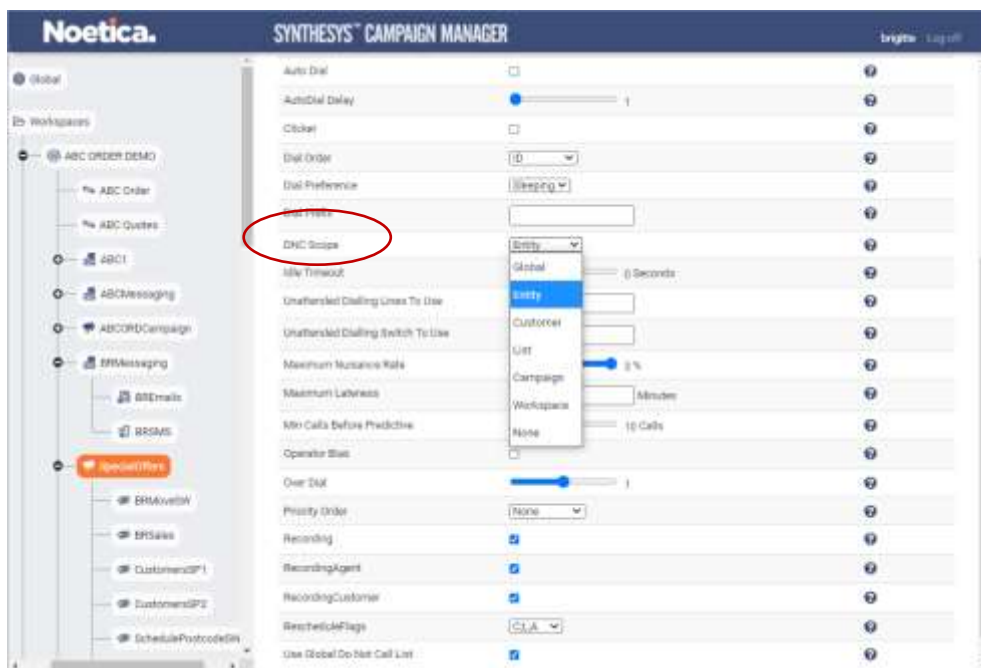 Noetica.
SYNTHESYS™ CAMPAIGN MANAGER
brigitte Log off
Global
Workspaces
ABC ORDER DEMO
ABC Order
ABC Quotes
ABC1
ABCMessaging
ABCORDCampaign
BRMessaging
BREmails
BRSMS
SpecialOffers
BRMoveSW
BRSales
CustomersSP1
CustomersSP2
SchedulePostcodeSW
Auto Dial
AutoDial Delay 1
Clicker
Dial Order ID
Dial Preference Sleeping
Dial Prefix
DNC Scope Entity
Global
Entity
Customer
List
Campaign
Workspace
None
Idle Timeout 0 Seconds
Unattended Dialling Lines To Use
Unattended Dialling Switch To Use
Maximum Nuisance Rate %
Maximum Lateness Minutes
Min Calls Before Predictive 10 Calls
Operator Bias
Over Dial 1
Priority Order None
Recording
RecordingAgent
RecordingCustomer
RescheduleFlags C,I,A
Use Global Do Not Call List